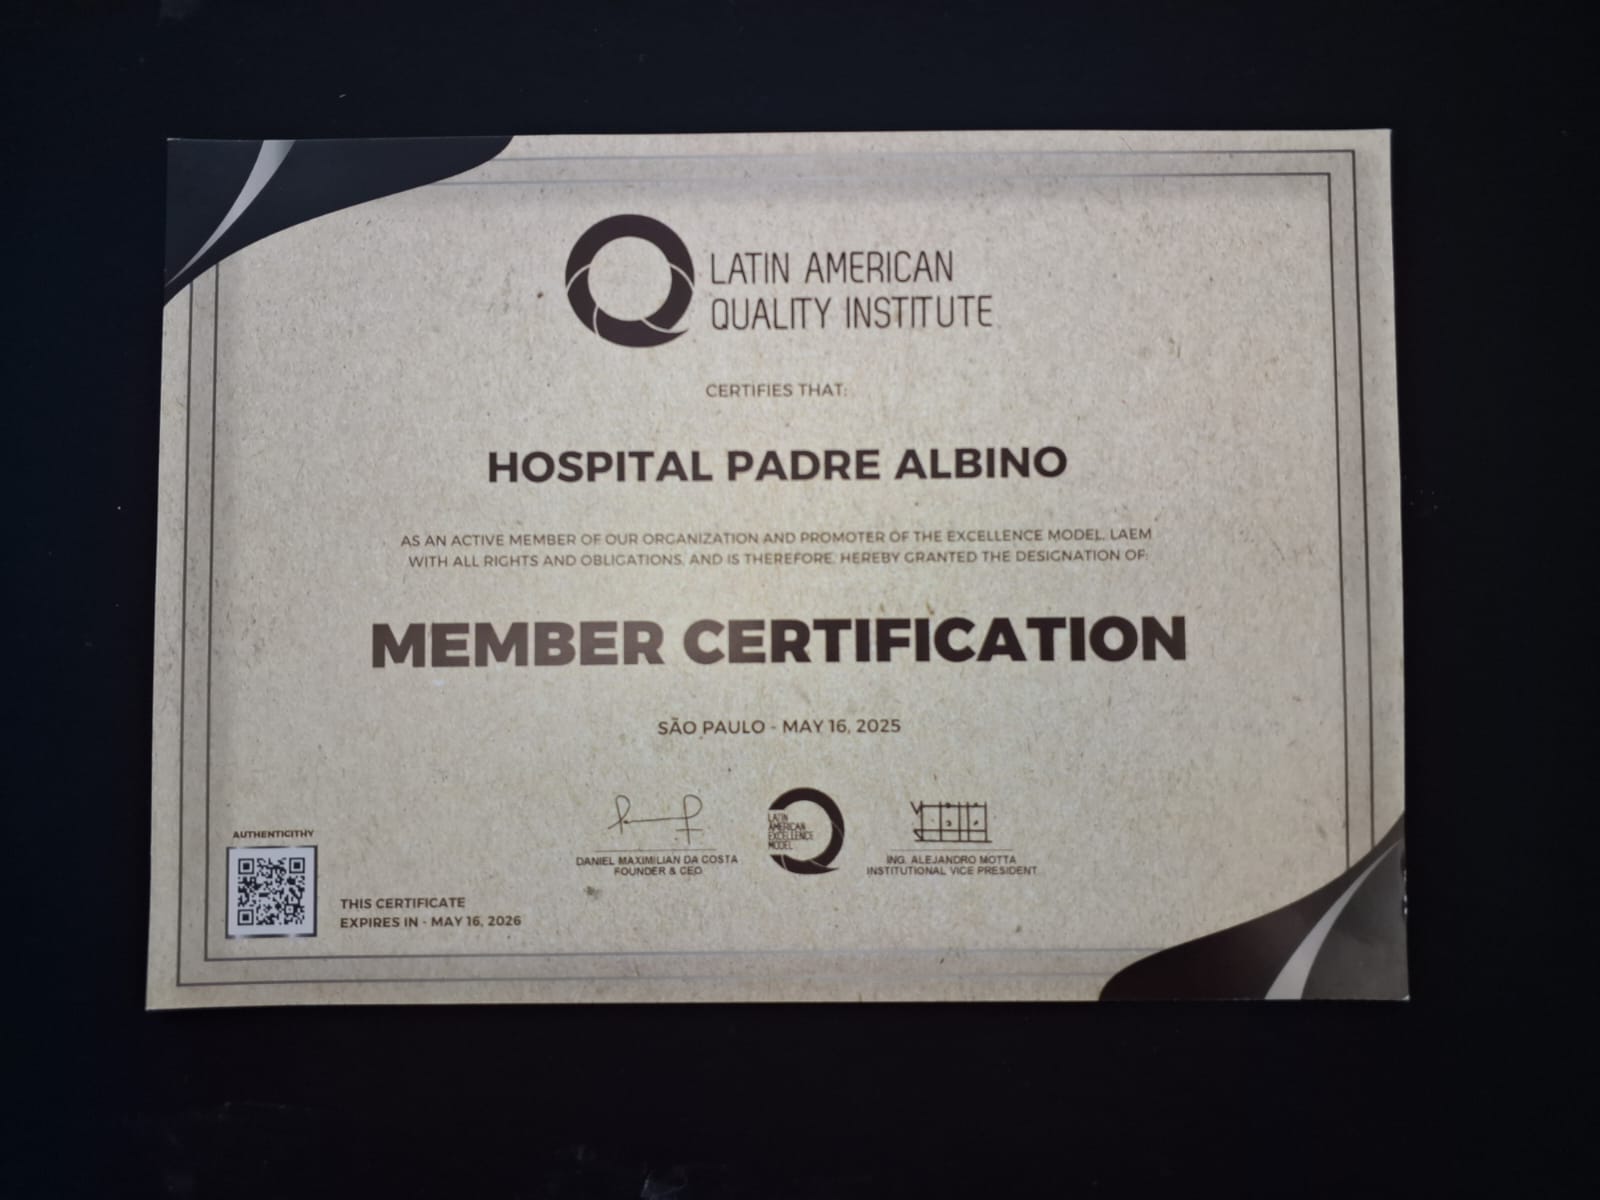 LATIN AMERICAN
QUALITY INSTITUTE
CERTIFIES THAT:
HOSPITAL PADRE ALBINO
AS AN ACTIVE MEMBER OF OUR ORGANIZATION AND PROMOTER OF THE EXCELLENCE MODEL, LAEM
WITH ALL RIGHTS AND OBLIGATIONS, AND IS THEREFORE, HEREBY GRANTED THE DESIGNATION OF:
MEMBER CERTIFICATION
SÃO PAULO - MAY 16, 2025
LATIN
AMERICAN
EXCELLENCE
MODEL
DANIEL MAXIMILIAN DA COSTA
FOUNDER & CEO
ING. ALEJANDRO MOTTA
INSTITUTIONAL VICE PRESIDENT
AUTHENTICITHY
THIS CERTIFICATE
EXPIRES IN - MAY 16, 2026